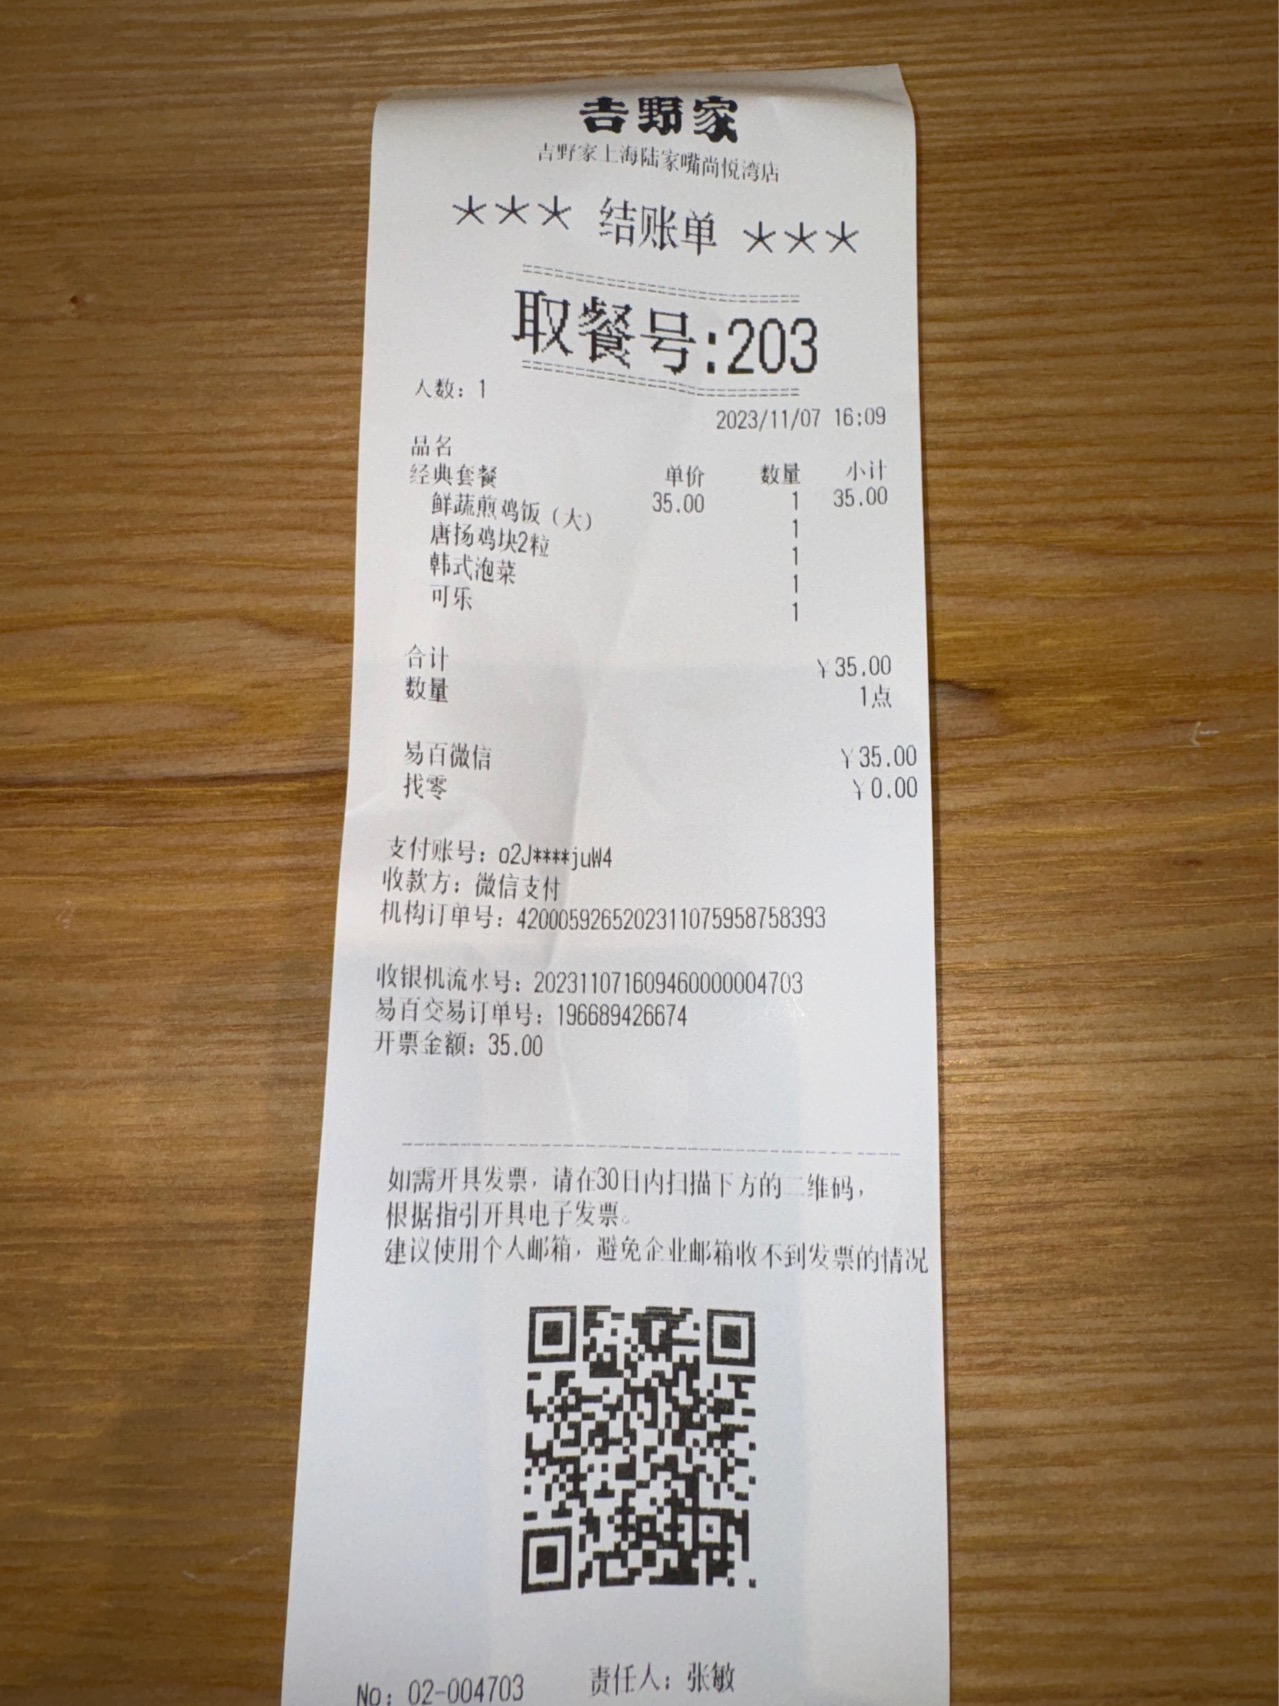 吉野家
吉野家上海陆家嘴尚悦湾店
*** 结账单 ***
取餐号:203
人数: 1
2023/11/07 16:09
品名 单价 数量 小计
经典套餐 35.00 1 35.00
鲜蔬煎鸡饭（大） 1
唐扬鸡块2粒 1
韩式泡菜 1
可乐 1
合计 ¥35.00
数量 1点
易百微信 ¥35.00
找零 ¥0.00
支付账号: o2J****juW4
收款方: 微信支付
机构订单号: 4200059265202311075958758393
收银机流水号: 20231107160946000004703
易百交易订单号: 196689426674
开票金额: 35.00
如需开具发票，请在30日内扫描下方的二维码，
根据指引开具电子发票。
建议使用个人邮箱，避免企业邮箱收不到发票的情况
No: 02-004703 责任人: 张敏